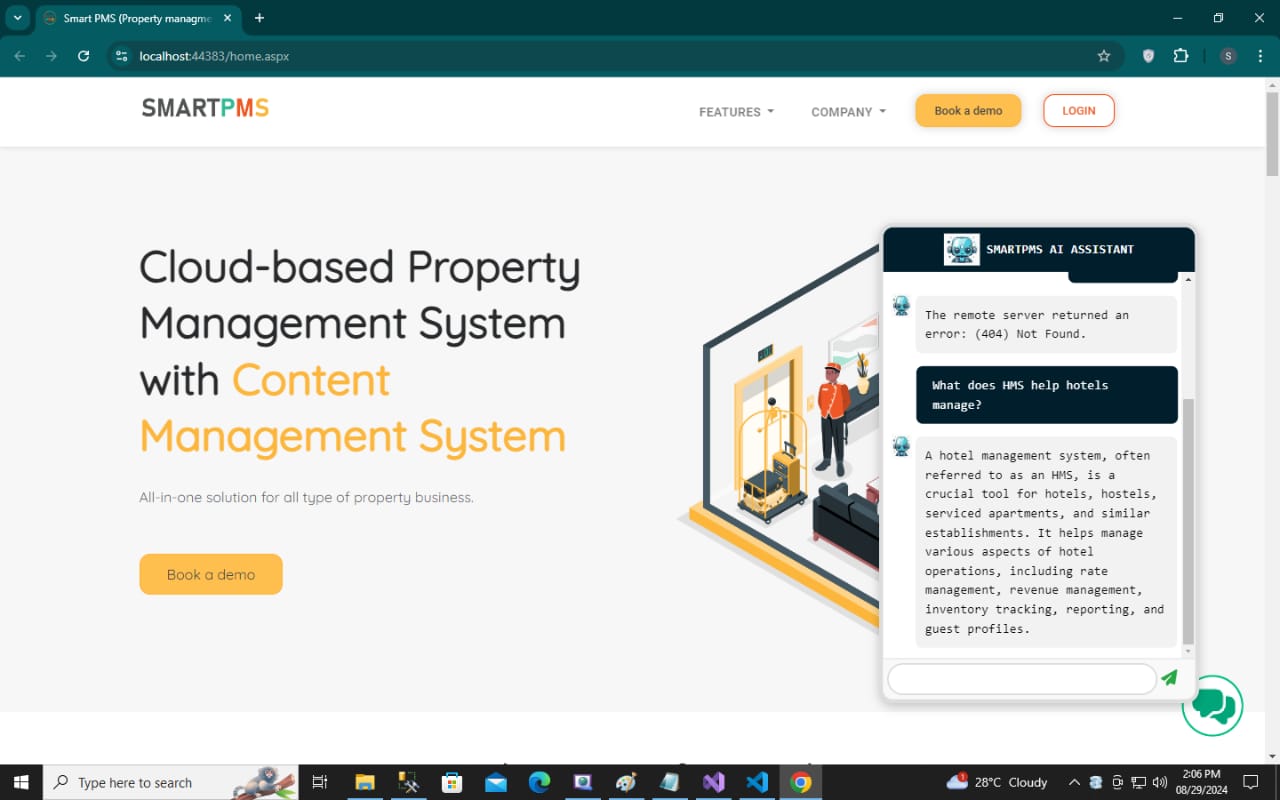 Smart PMS (Property managme
localhost:44383/home.aspx
S
SMARTPMS
FEATURES
COMPANY
Book a demo
LOGIN
Cloud-based Property
Management System
with Content
Management System
All-in-one solution for all type of property business.
Book a demo
SMARTPMS AI ASSISTANT
The remote server returned an
error: (404) Not Found.
What does HMS help hotels
manage?
A hotel management system, often
referred to as an HMS, is a
crucial tool for hotels, hostels,
serviced apartments, and similar
establishments. It helps manage
various aspects of hotel
operations, including rate
management, revenue management,
inventory tracking, reporting, and
guest profiles.
Type here to search
1
28°C Cloudy
2:06 PM
08/29/2024